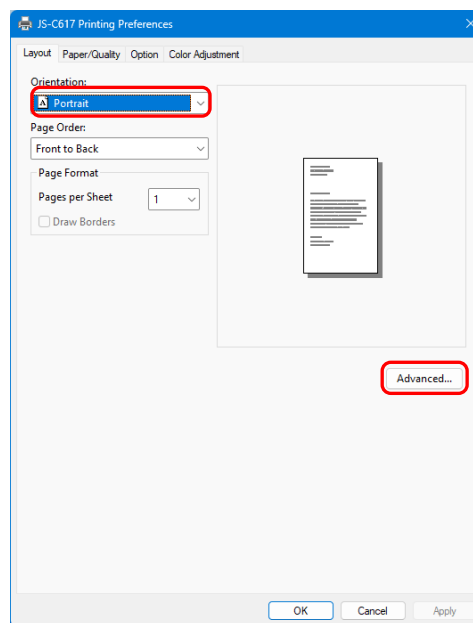 JS-C617 Printing Preferences
Layout Paper/Quality Option Color Adjustment
Orientation:
A Portrait
Page Order:
Front to Back
Page Format
Pages per Sheet 1
Draw Borders
Advanced...
OK Cancel Apply